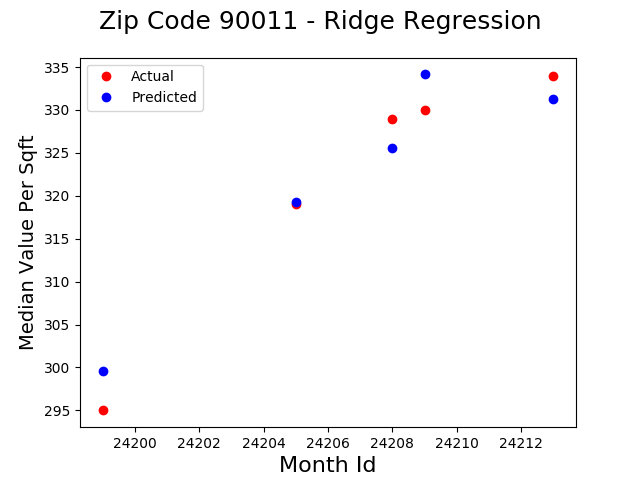 Zip Code 90011 - Ridge Regression
Actual
Predicted
335
330
325
320
315
310
305
300
295
Median Value Per Sqft
24200 24202 24204 24206 24208 24210 24212
Month Id